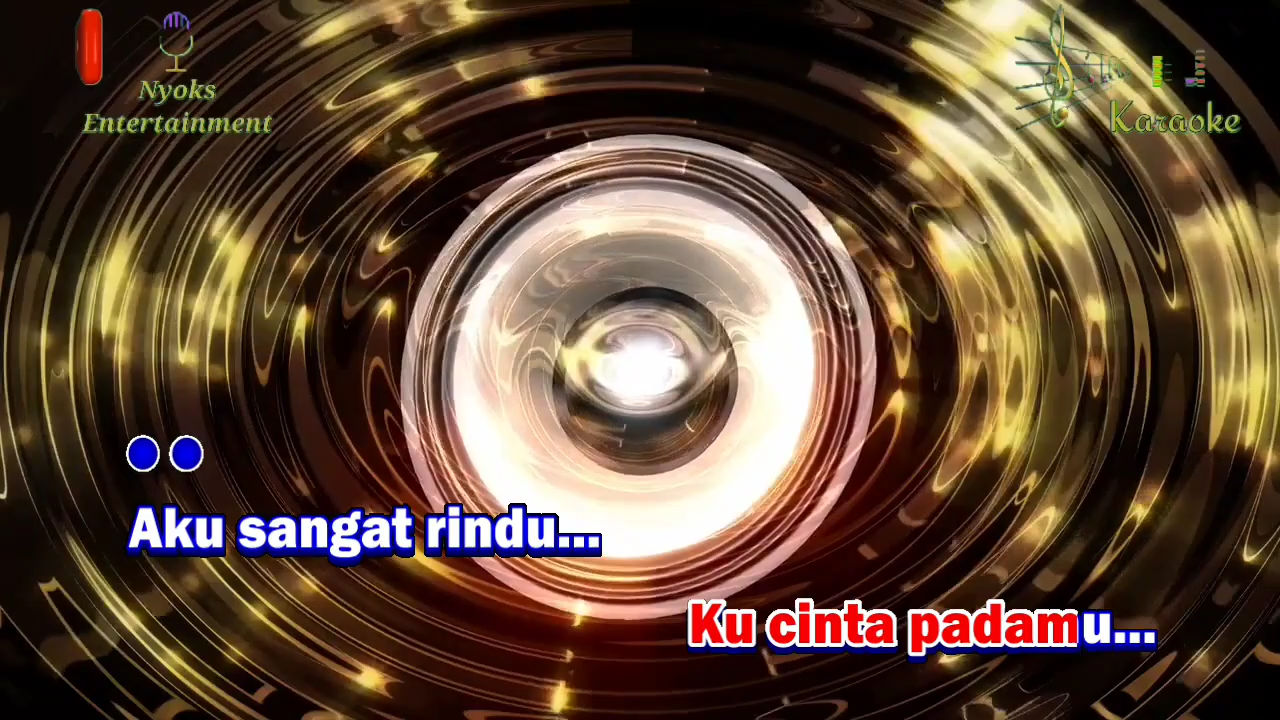 Nyoks
Entertainment
Karaoke
Aku sangat rindu...
Ku cinta padamu...